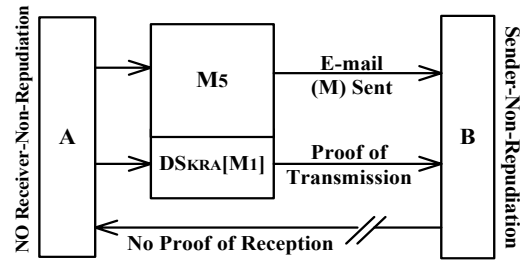 NO Receiver-Non-Repudiation
A
M5
DSKRA[M1]
E-mail
(M) Sent
Proof of
Transmission
No Proof of Reception
B
Sender-Non-Repudiation